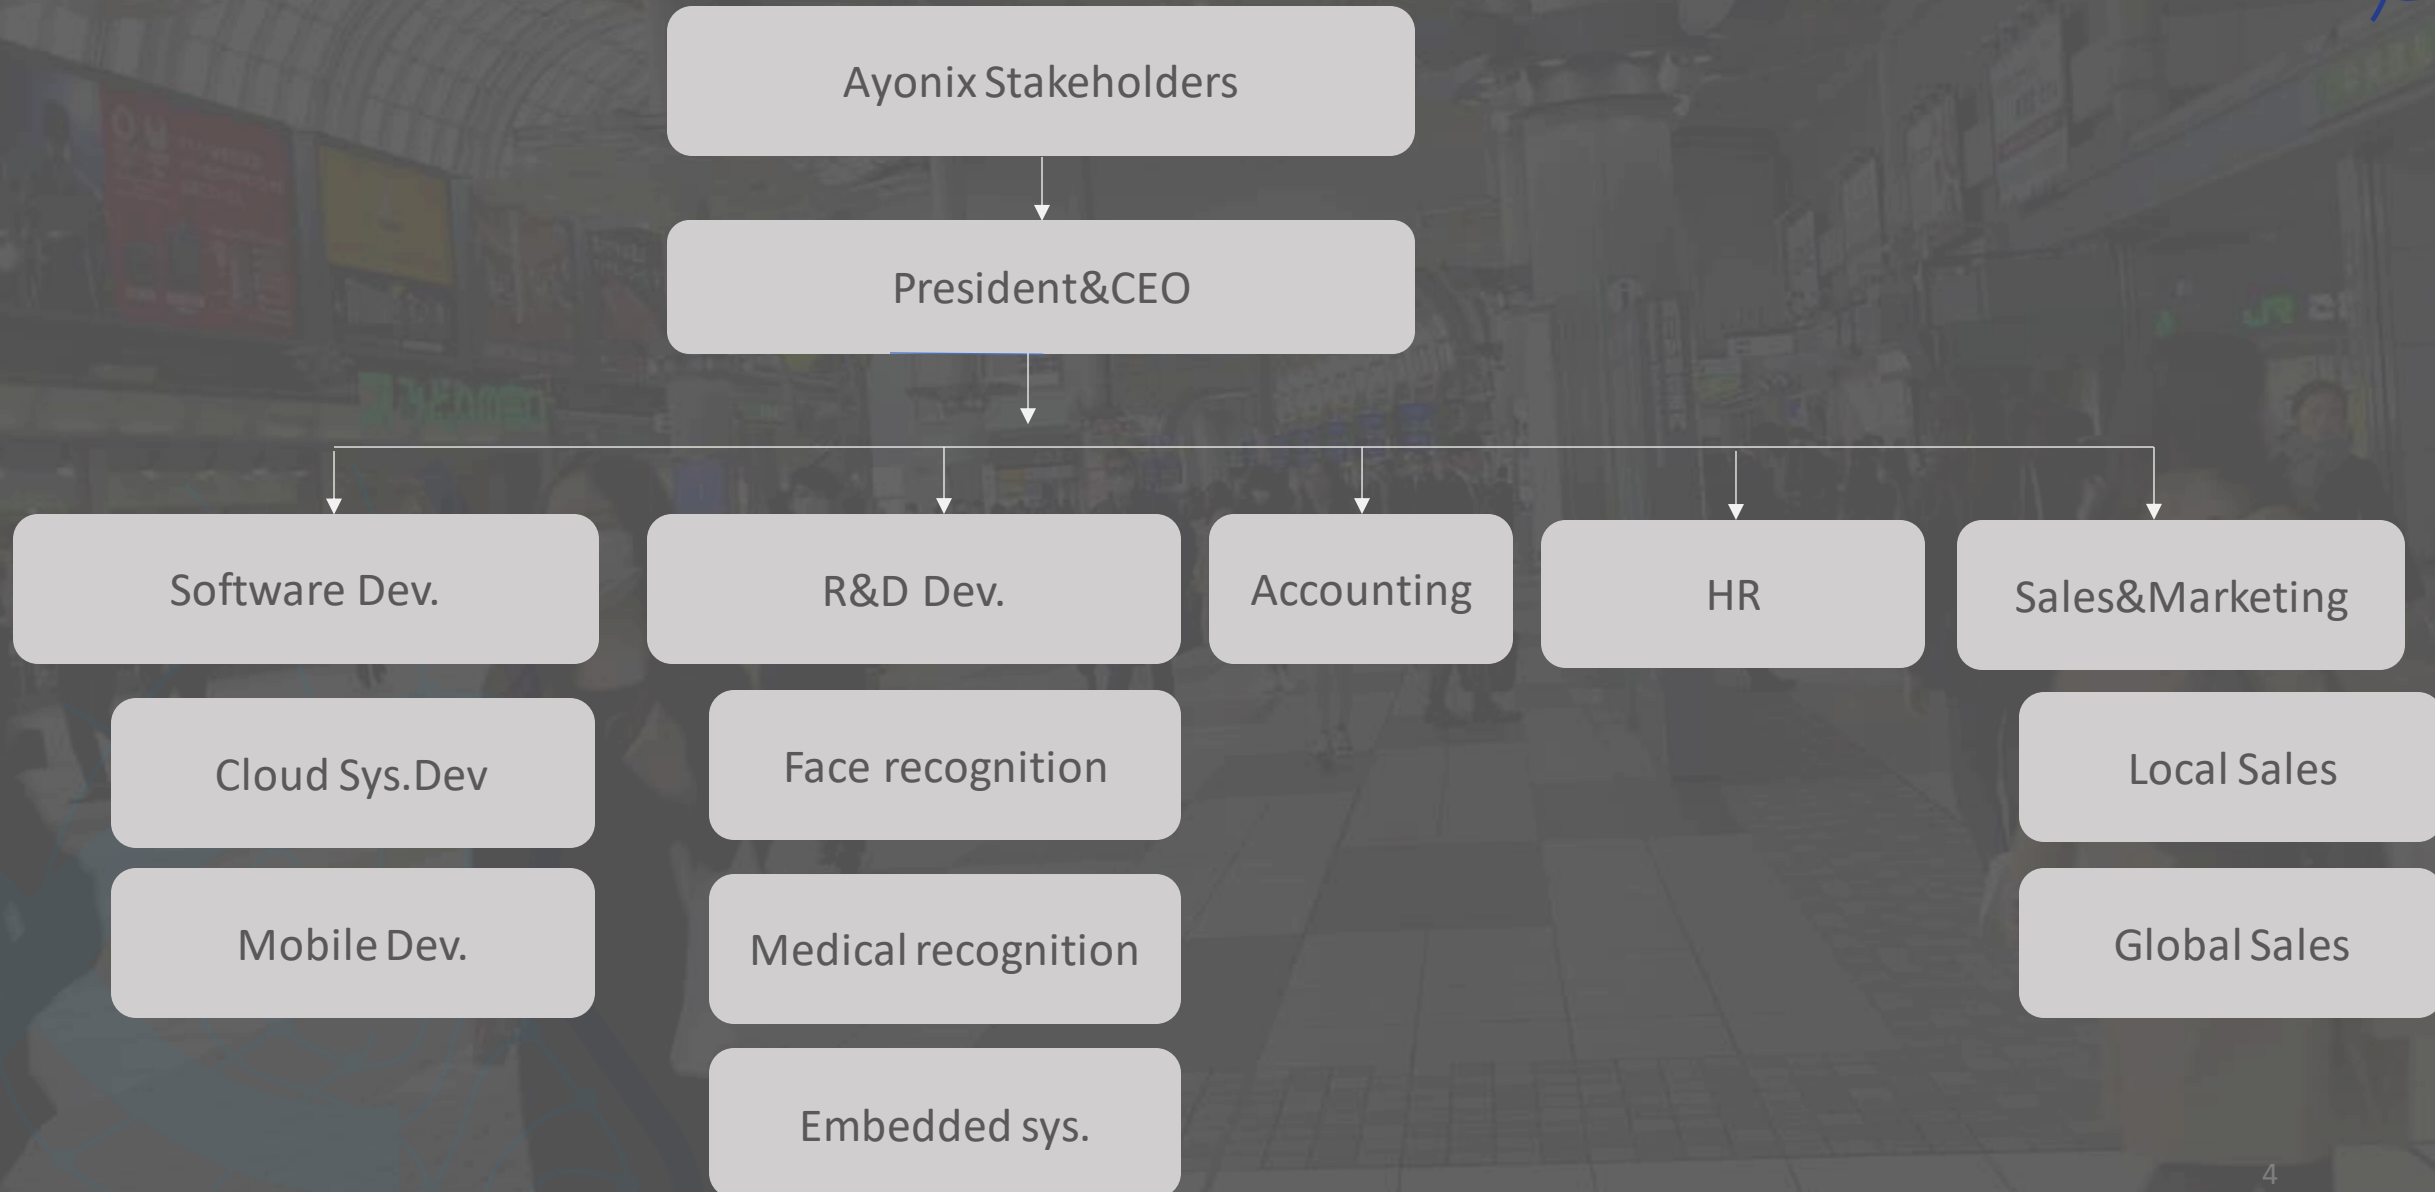 Ayonix Stakeholders
President&CEO
Software Dev.
R&D Dev.
Accounting
HR
Sales&Marketing
Cloud Sys.Dev
Face recognition
Local Sales
Mobile Dev.
Medical recognition
Global Sales
Embedded sys.
4